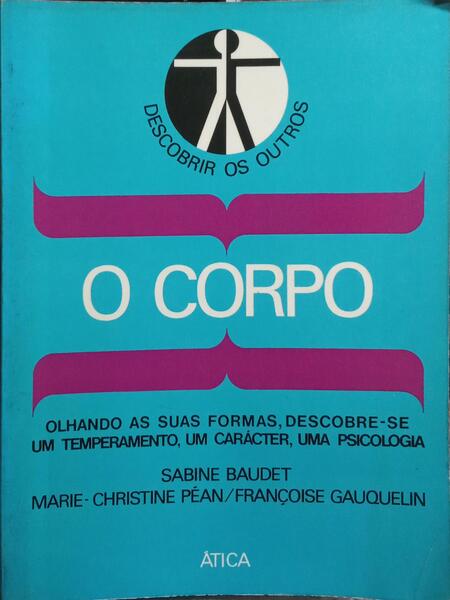 DESCOBRIR OS OUTROS
O CORPO
OLHANDO AS SUAS FORMAS, DESCOBRE-SE
UM TEMPERAMENTO, UM CARÁCTER, UMA PSICOLOGIA
SABINE BAUDET
MARIE-CHRISTINE PÉAN/FRANÇOISE GAUQUELIN
ÁTICA